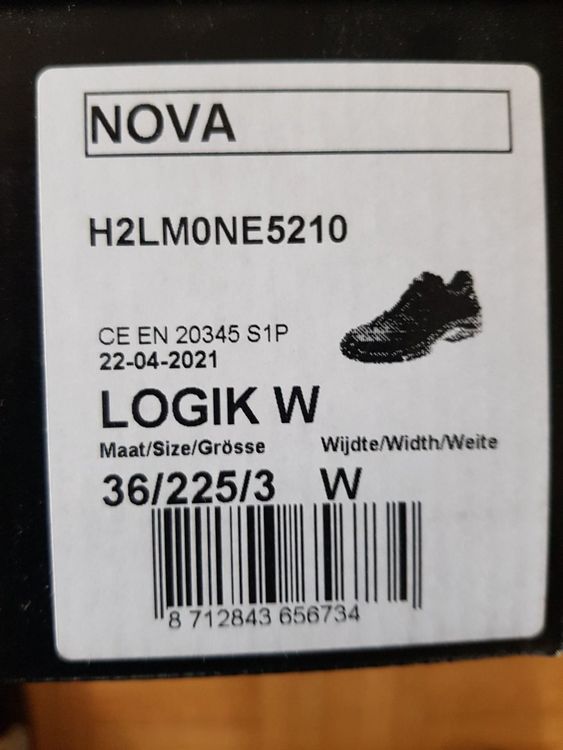 NOVA
H2LM0NE5210
CE EN 20345 S1P
22-04-2021
LOGIK W
Maat/Size/Grösse Wijdte/Width/Weite
36/225/3 W
8 712843 656734